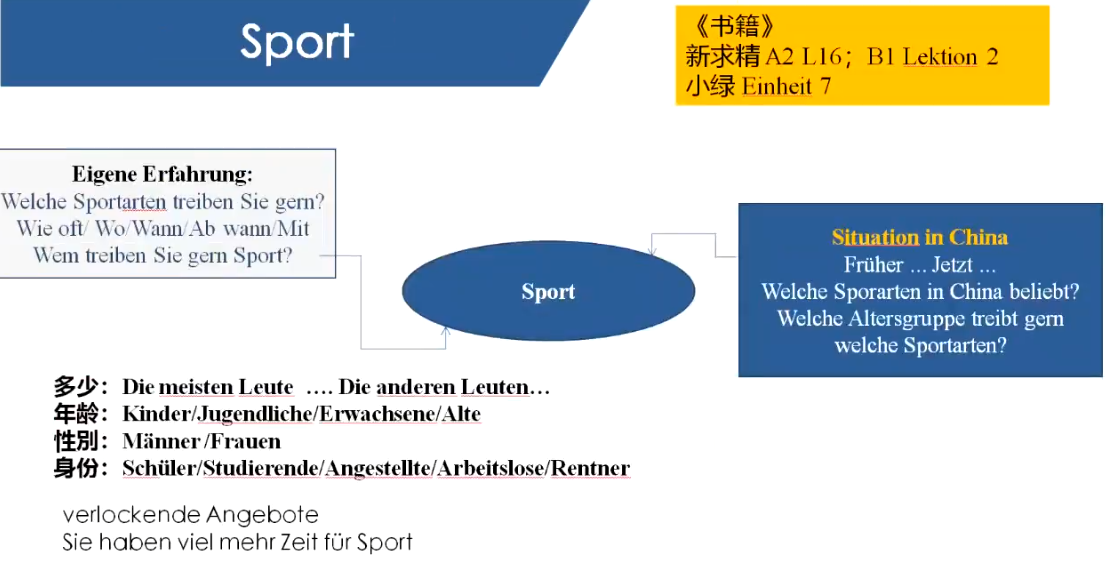 Sport
《书籍》
新求精 A2 L16；B1 Lektion 2
小绿 Einheit 7
Eigene Erfahrung:
Welche Sportarten treiben Sie gern?
Wie oft/ Wo/Wann/Ab wann/Mit
Wem treiben Sie gern Sport?
Sport
Situation in China
Früher ... Jetzt ...
Welche Sporarten in China beliebt?
Welche Altersgruppe treibt gern
welche Sportarten?
多少：Die meisten Leute …. Die anderen Leuten…
年龄：Kinder/Jugendliche/Erwachsene/Alte
性别：Männer /Frauen
身份：Schüler/Studierende/Angestellte/Arbeitslose/Rentner
verlockende Angebote
Sie haben viel mehr Zeit für Sport